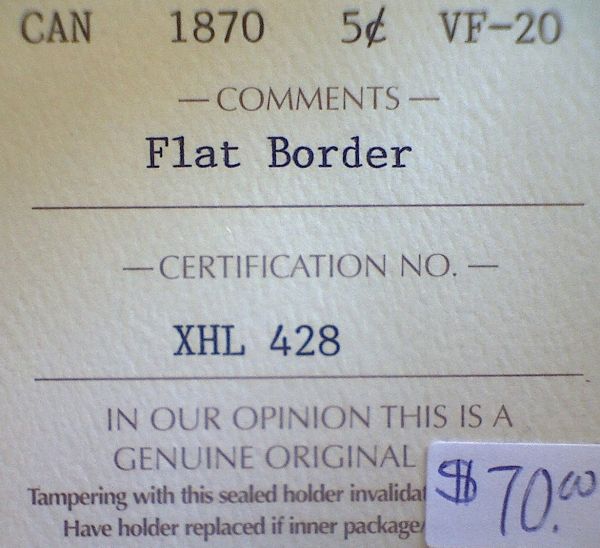 CAN 1870 5¢ VF-20
— COMMENTS —
Flat Border
— CERTIFICATION NO. —
XHL 428
IN OUR OPINION THIS IS A
GENUINE ORIGINAL
Tampering with this sealed holder
Have holder replaced if inner package/
$70.00